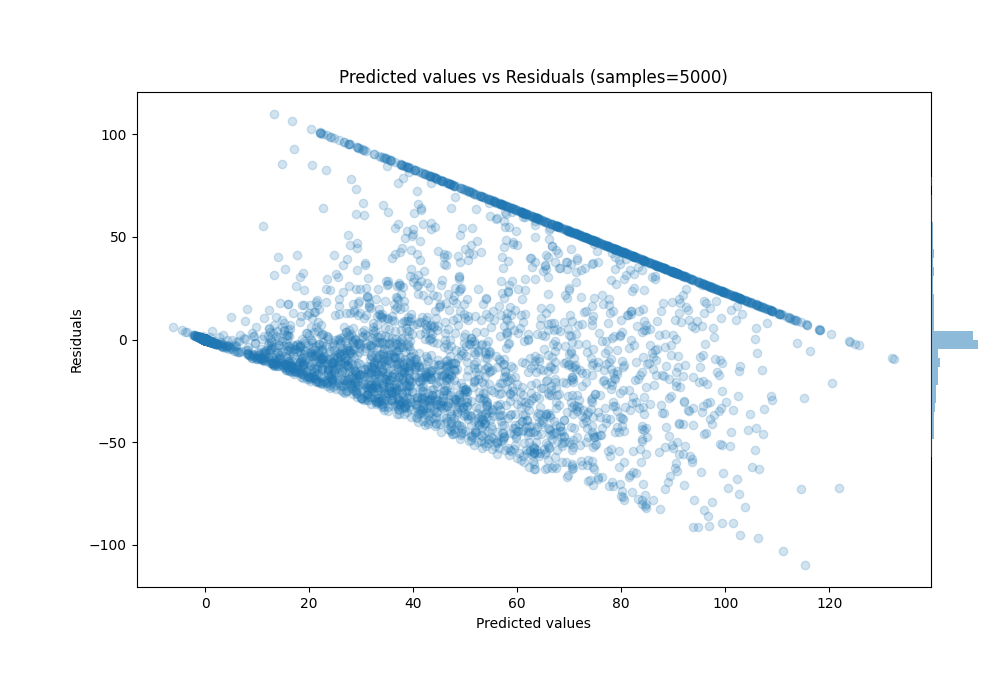 Predicted values vs Residuals (samples=5000)
100
50
0
−50
−100
Residuals
0 20 40 60 80 100 120
Predicted values